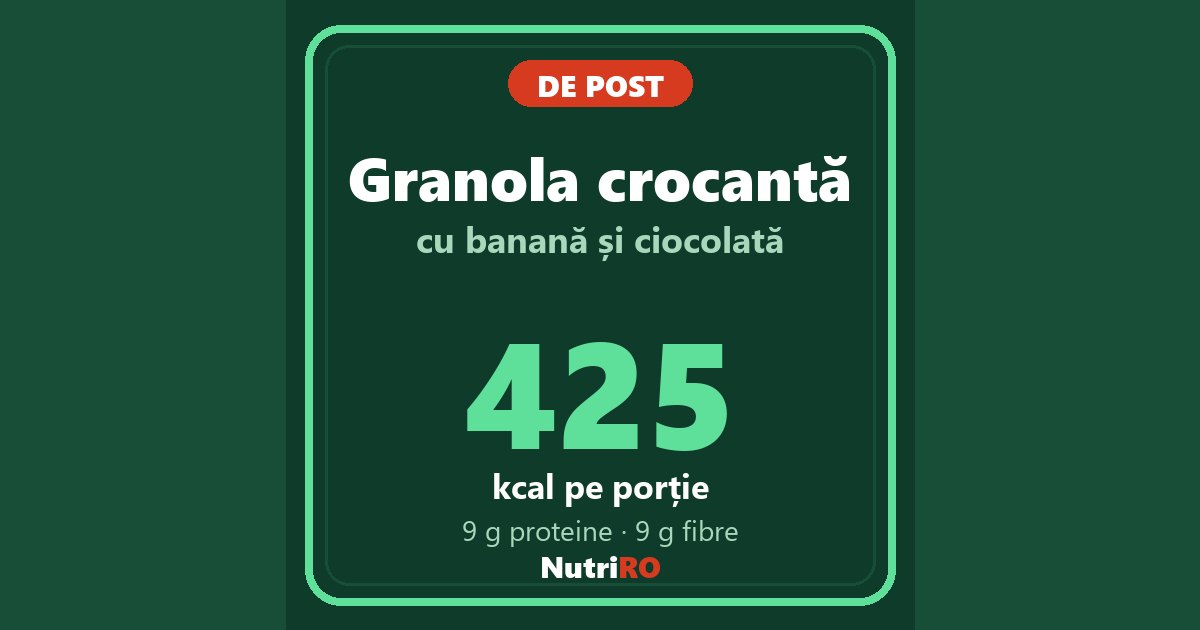 DE POST
Granola crocantă
cu banană și ciocolată
425
kcal pe porție
9 g proteine · 9 g fibre
NutriRO